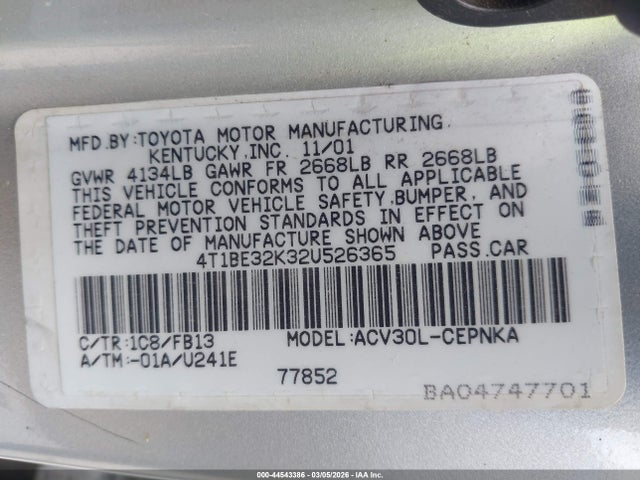 MFD.BY:TOYOTA MOTOR MANUFACTURING,
KENTUCKY,INC. 11/01
GVWR 4134LB GAWR FR 2668LB RR 2668LB
THIS VEHICLE CONFORMS TO ALL APPLICABLE
FEDERAL MOTOR VEHICLE SAFETY,BUMPER, AND
THEFT PREVENTION STANDARDS IN EFFECT ON
THE DATE OF MANUFACTURE SHOWN ABOVE
4T1BE32K32U526365 PASS.CAR
C/TR:1C8/FB13 MODEL:ACV30L-CEPNKA
A/TM:-01A/U241E
77852
BA04747701
000-44543386 | 03/05/2026 | IAA Corp.